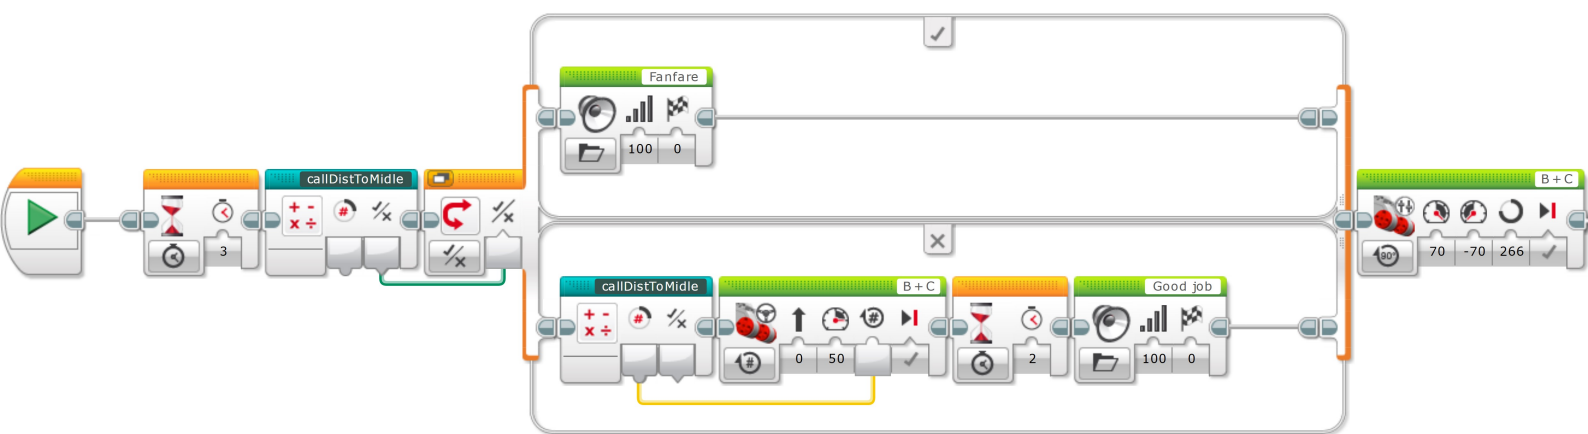 Fanfare
100 0
callDistToMidle
3
callDistToMidle
B+C
0 50
2
Good job
100 0
B+C
70 -70 266